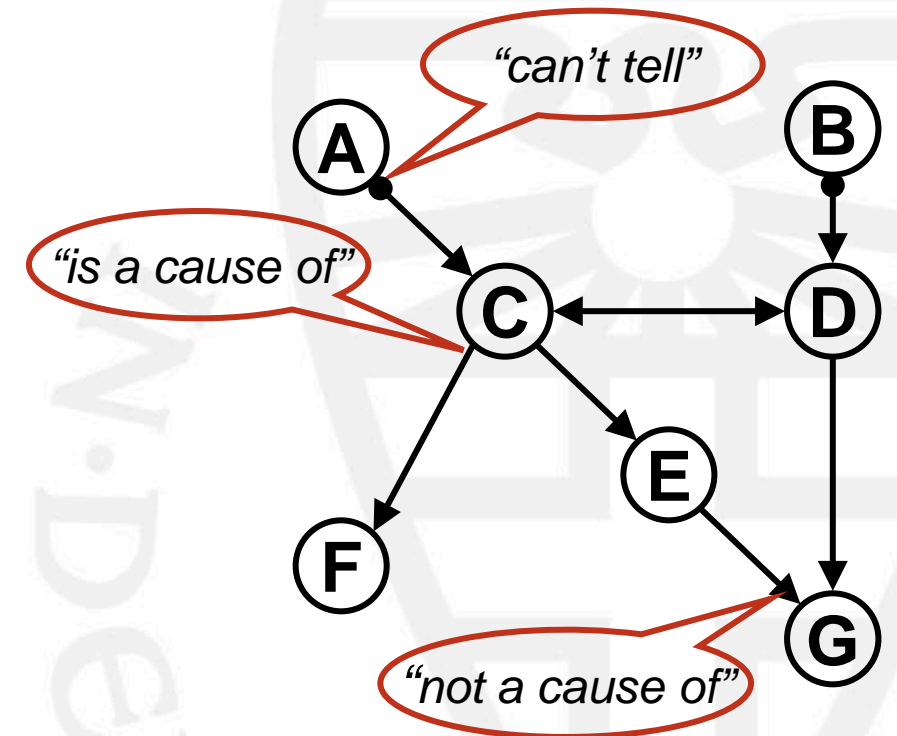 “can’t tell”
A
B
“is a cause of”
C
D
E
F
G
“not a cause of”